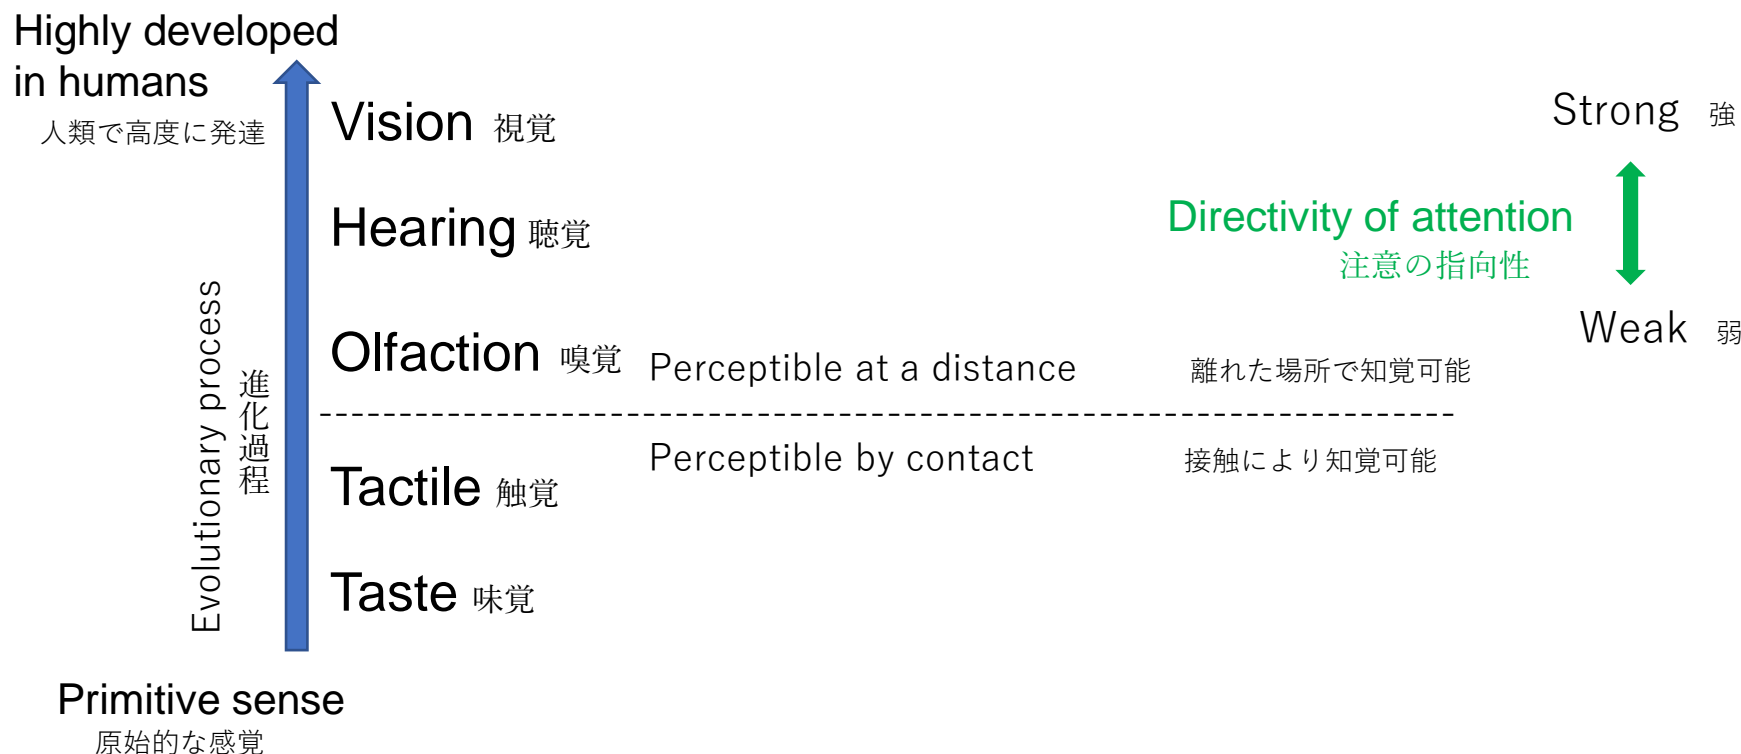 Highly developed
in humans
人類で高度に発達
Vision 視覚
Strong 強
Hearing 聴覚
Directivity of attention
注意の指向性
Evolutionary process
進化過程
Olfaction 嗅覚
Weak 弱
Perceptible at a distance 離れた場所で知覚可能
Perceptible by contact 接触により知覚可能
Tactile 触覚
Taste 味覚
Primitive sense
原始的な感覚